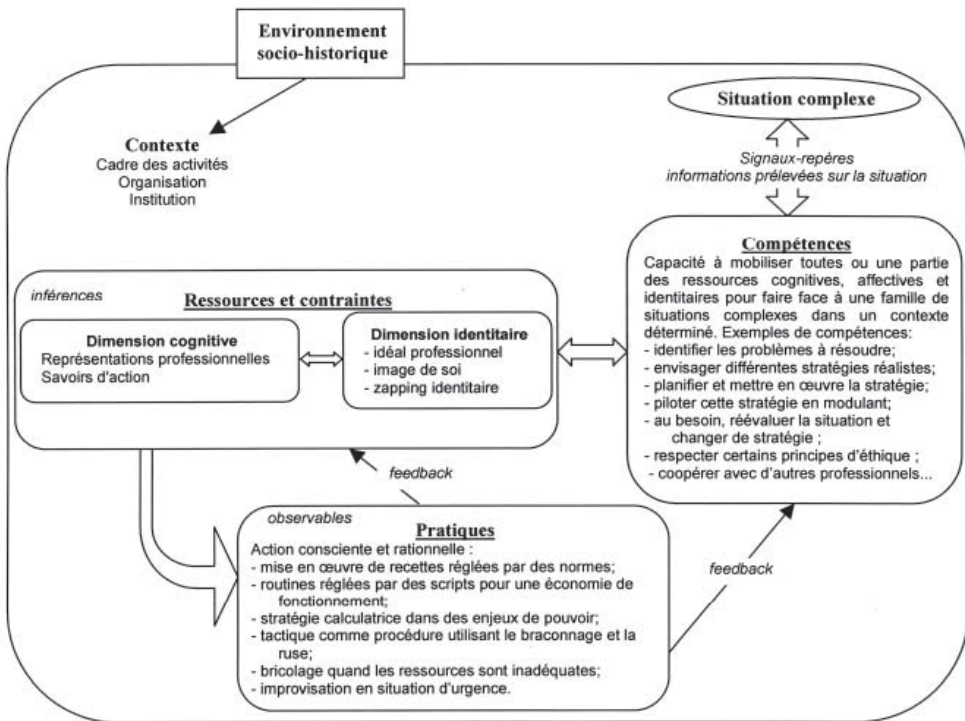 Environnement
socio-historique
Situation complexe
Contexte
Cadre des activités
Organisation
Institution
Signaux-repères
informations prélevées sur la situation
Compétences
Capacité à mobiliser toutes ou une partie
des ressources cognitives, affectives et
identitaires pour faire face à une famille de
situations complexes dans un contexte
déterminé. Exemples de compétences:
- identifier les problèmes à résoudre;
- envisager différentes stratégies réalistes;
- planifier et mettre en œuvre la stratégie;
- piloter cette stratégie en modulant;
- au besoin, réévaluer la situation et
changer de stratégie ;
- respecter certains principes d'éthique ;
- coopérer avec d'autres professionnels...
inférences
Ressources et contraintes
Dimension cognitive
Représentations professionnelles
Savoirs d'action
Dimension identitaire
- idéal professionnel
- image de soi
- zapping identitaire
feedback
observables
Pratiques
Action consciente et rationnelle :
- mise en œuvre de recettes réglées par des normes;
- routines réglées par des scripts pour une économie de
fonctionnement;
- stratégie calculatrice dans des enjeux de pouvoir;
- tactique comme procédure utilisant le braconnage et la
ruse;
- bricolage quand les ressources sont inadéquates;
- improvisation en situation d'urgence.
feedback